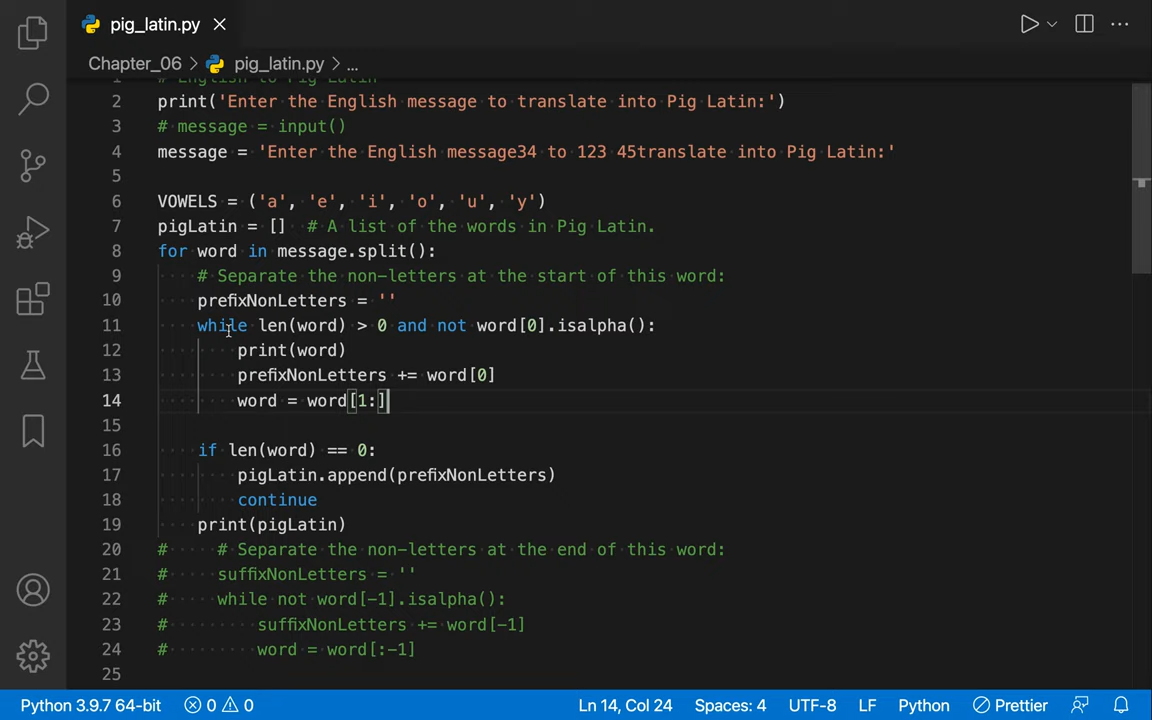 pig_latin.py
Chapter_06 > pig_latin.py > ...
1 # English to Pig Latin
2 print('Enter the English message to translate into Pig Latin:')
3 # message = input()
4 message = 'Enter the English message34 to 123 45translate into Pig Latin:'
5
6 VOWELS = ('a', 'e', 'i', 'o', 'u', 'y')
7 pigLatin = [] # A list of the words in Pig Latin.
8 for word in message.split():
9 # Separate the non-letters at the start of this word:
10 prefixNonLetters = ''
11 while len(word) > 0 and not word[0].isalpha():
12 print(word)
13 prefixNonLetters += word[0]
14 word = word[1:]
15
16 if len(word) == 0:
17 pigLatin.append(prefixNonLetters)
18 continue
19 print(pigLatin)
20 # # Separate the non-letters at the end of this word:
21 # suffixNonLetters = ''
22 # while not word[-1].isalpha():
23 # suffixNonLetters += word[-1]
24 # word = word[:-1]
25
Python 3.9.7 64-bit 0 0 Ln 14, Col 24 Spaces: 4 UTF-8 LF Python Prettier